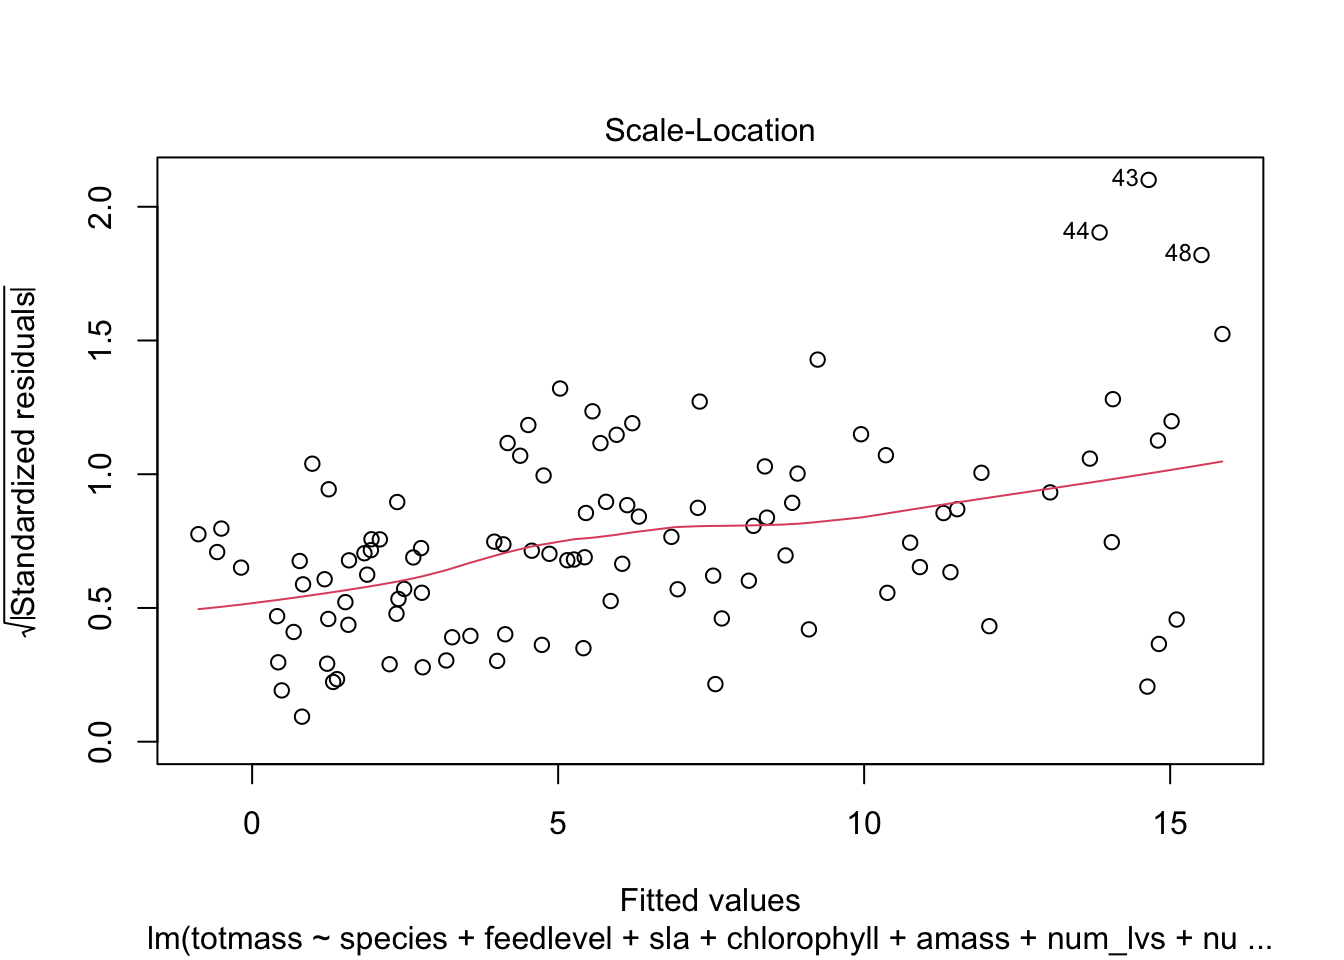 Scale-Location
√|Standardized residuals|
2.0
1.5
1.0
0.5
0.0
43
44
48
0 5 10 15
Fitted values
lm(totmass ~ species + feedlevel + sla + chlorophyll + amass + num_lvs + nu ...